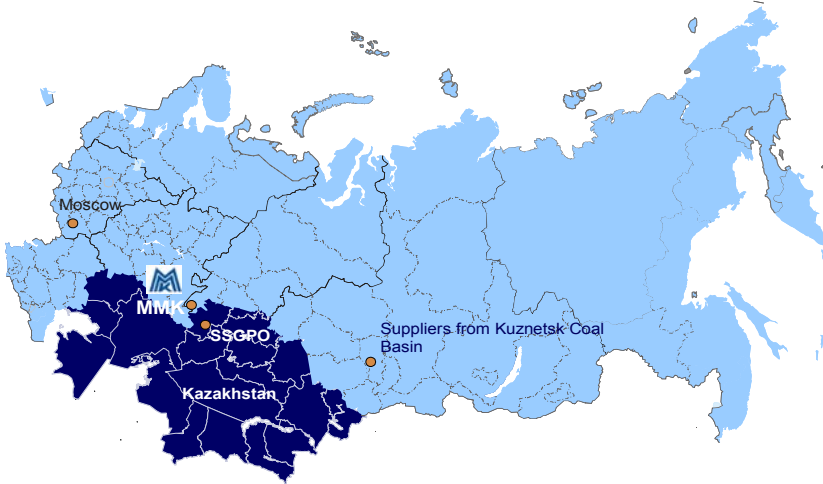 Moscow
MMK
SSGPO
Suppliers from Kuznetsk Coal
Basin
Kazakhstan